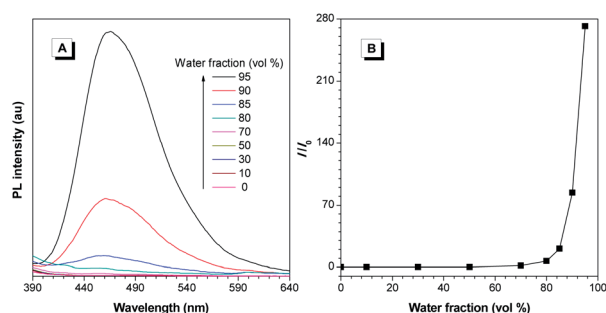 A
Water fraction (vol %)
95
90
85
80
70
50
30
10
0
PL intensity (au)
390 440 490 540 590 640
Wavelength (nm)
B
280
210
140
70
0
I/I0
0 20 40 60 80 100
Water fraction (vol %)